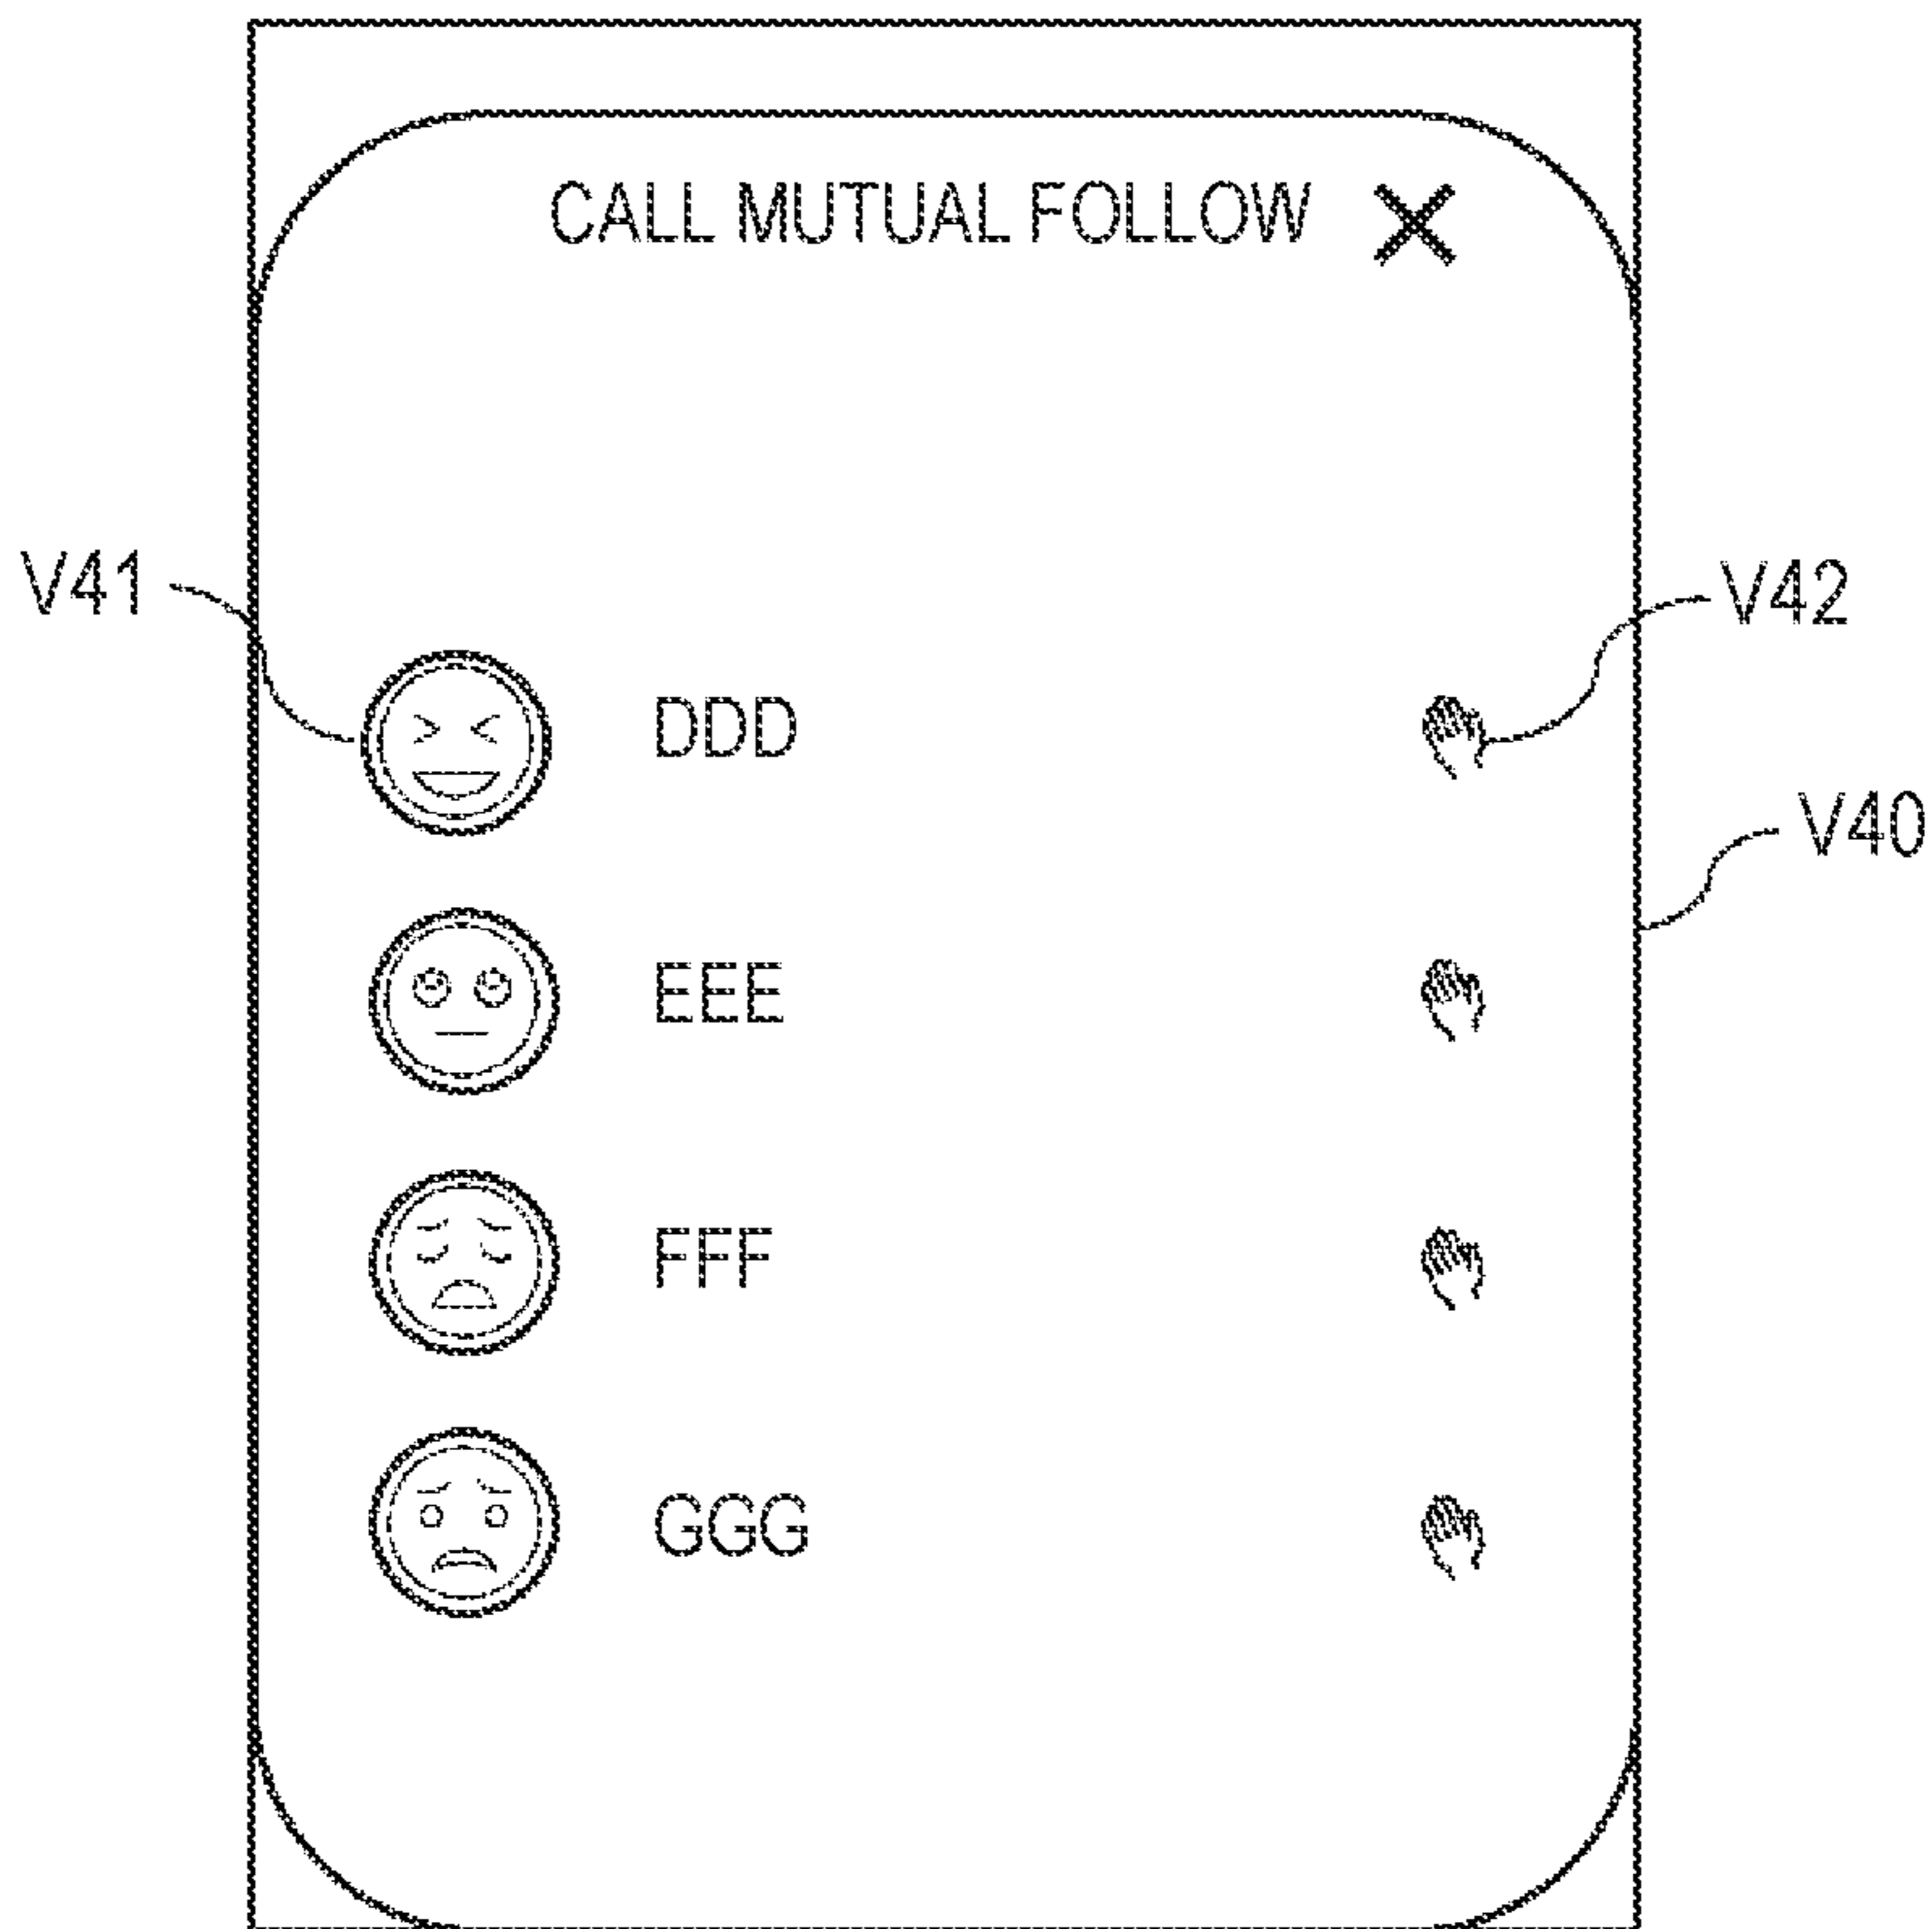 CALL MUTUAL FOLLOW ×
V41
V42
DDD
V40
EEE
FFF
GGG